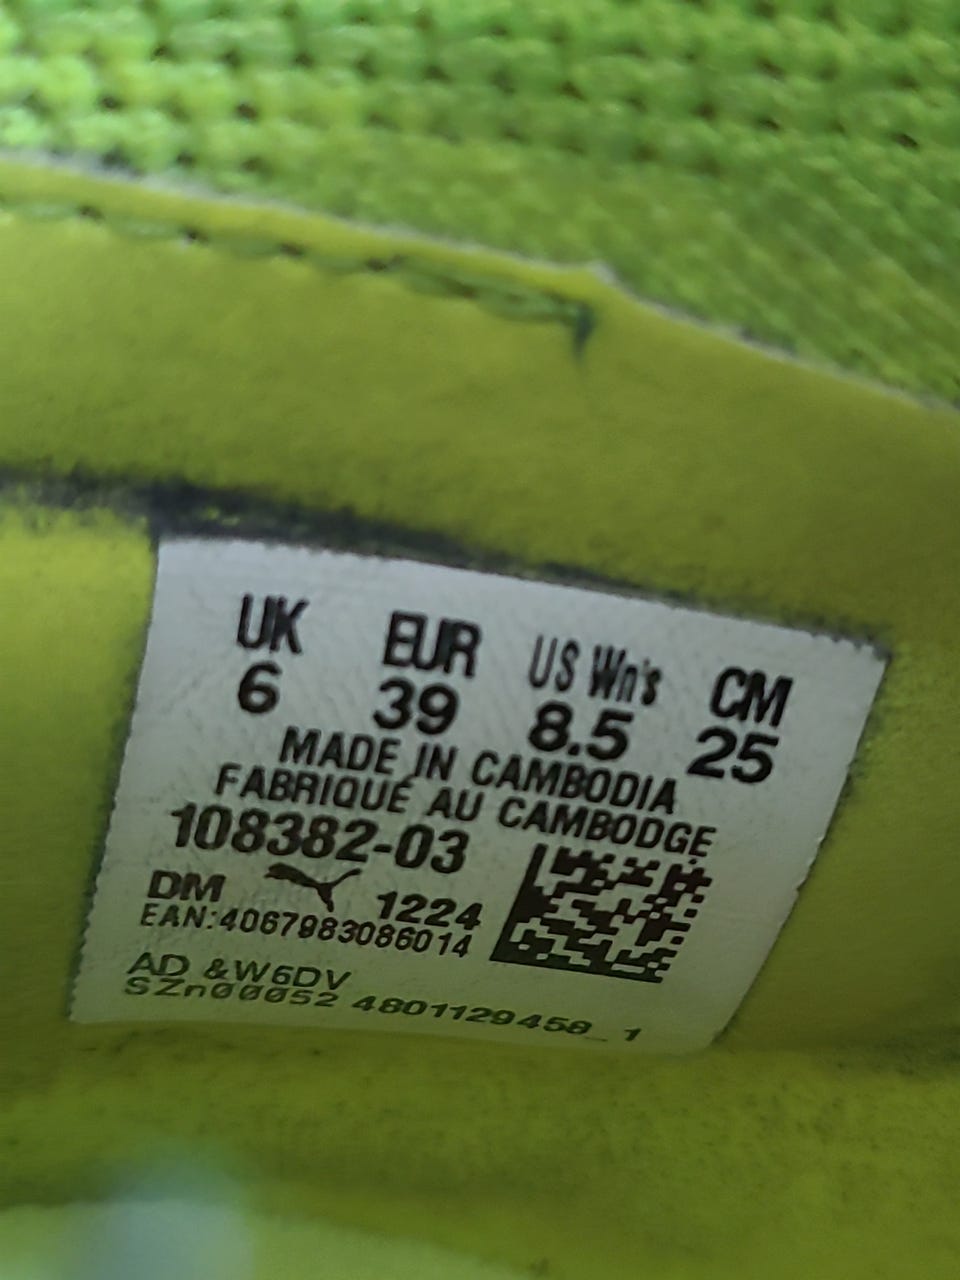 UK EUR US Wn's CM
6 39 8.5 25
MADE IN CAMBODIA
FABRIQUÉ AU CAMBODGE
108382-03
DM 1224
EAN:4067983086014
AD &W6DV
SZn00052 4801129458_1